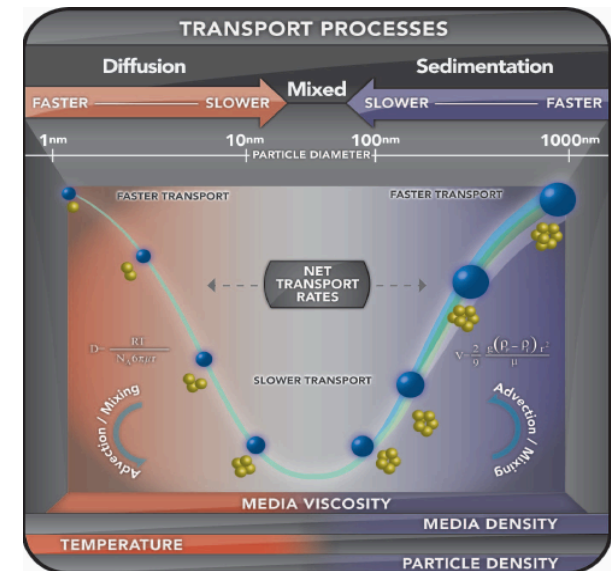 TRANSPORT PROCESSES
Diffusion
Mixed
Sedimentation
FASTER SLOWER
SLOWER FASTER
1nm 10nm 100nm 1000nm
PARTICLE DIAMETER
FASTER TRANSPORT
FASTER TRANSPORT
NET
TRANSPORT
RATES
D= RT
SLOWER TRANSPORT
Advection / Mixing
Advection / Mixing
MEDIA VISCOSITY
MEDIA DENSITY
TEMPERATURE
PARTICLE DENSITY